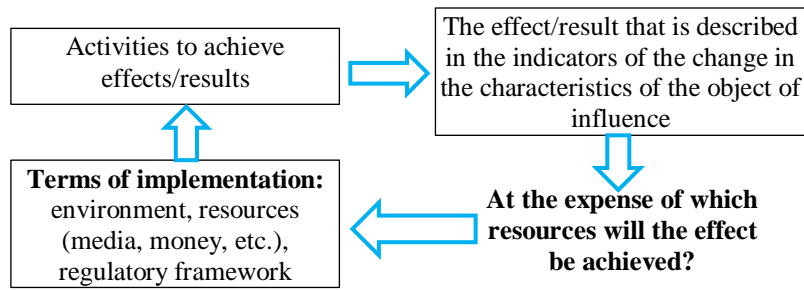 Activities to achieve
effects/results
The effect/result that is described
in the indicators of the change in
the characteristics of the object of
influence
Terms of implementation:
environment, resources
(media, money, etc.),
regulatory framework
At the expense of which
resources will the effect
be achieved?